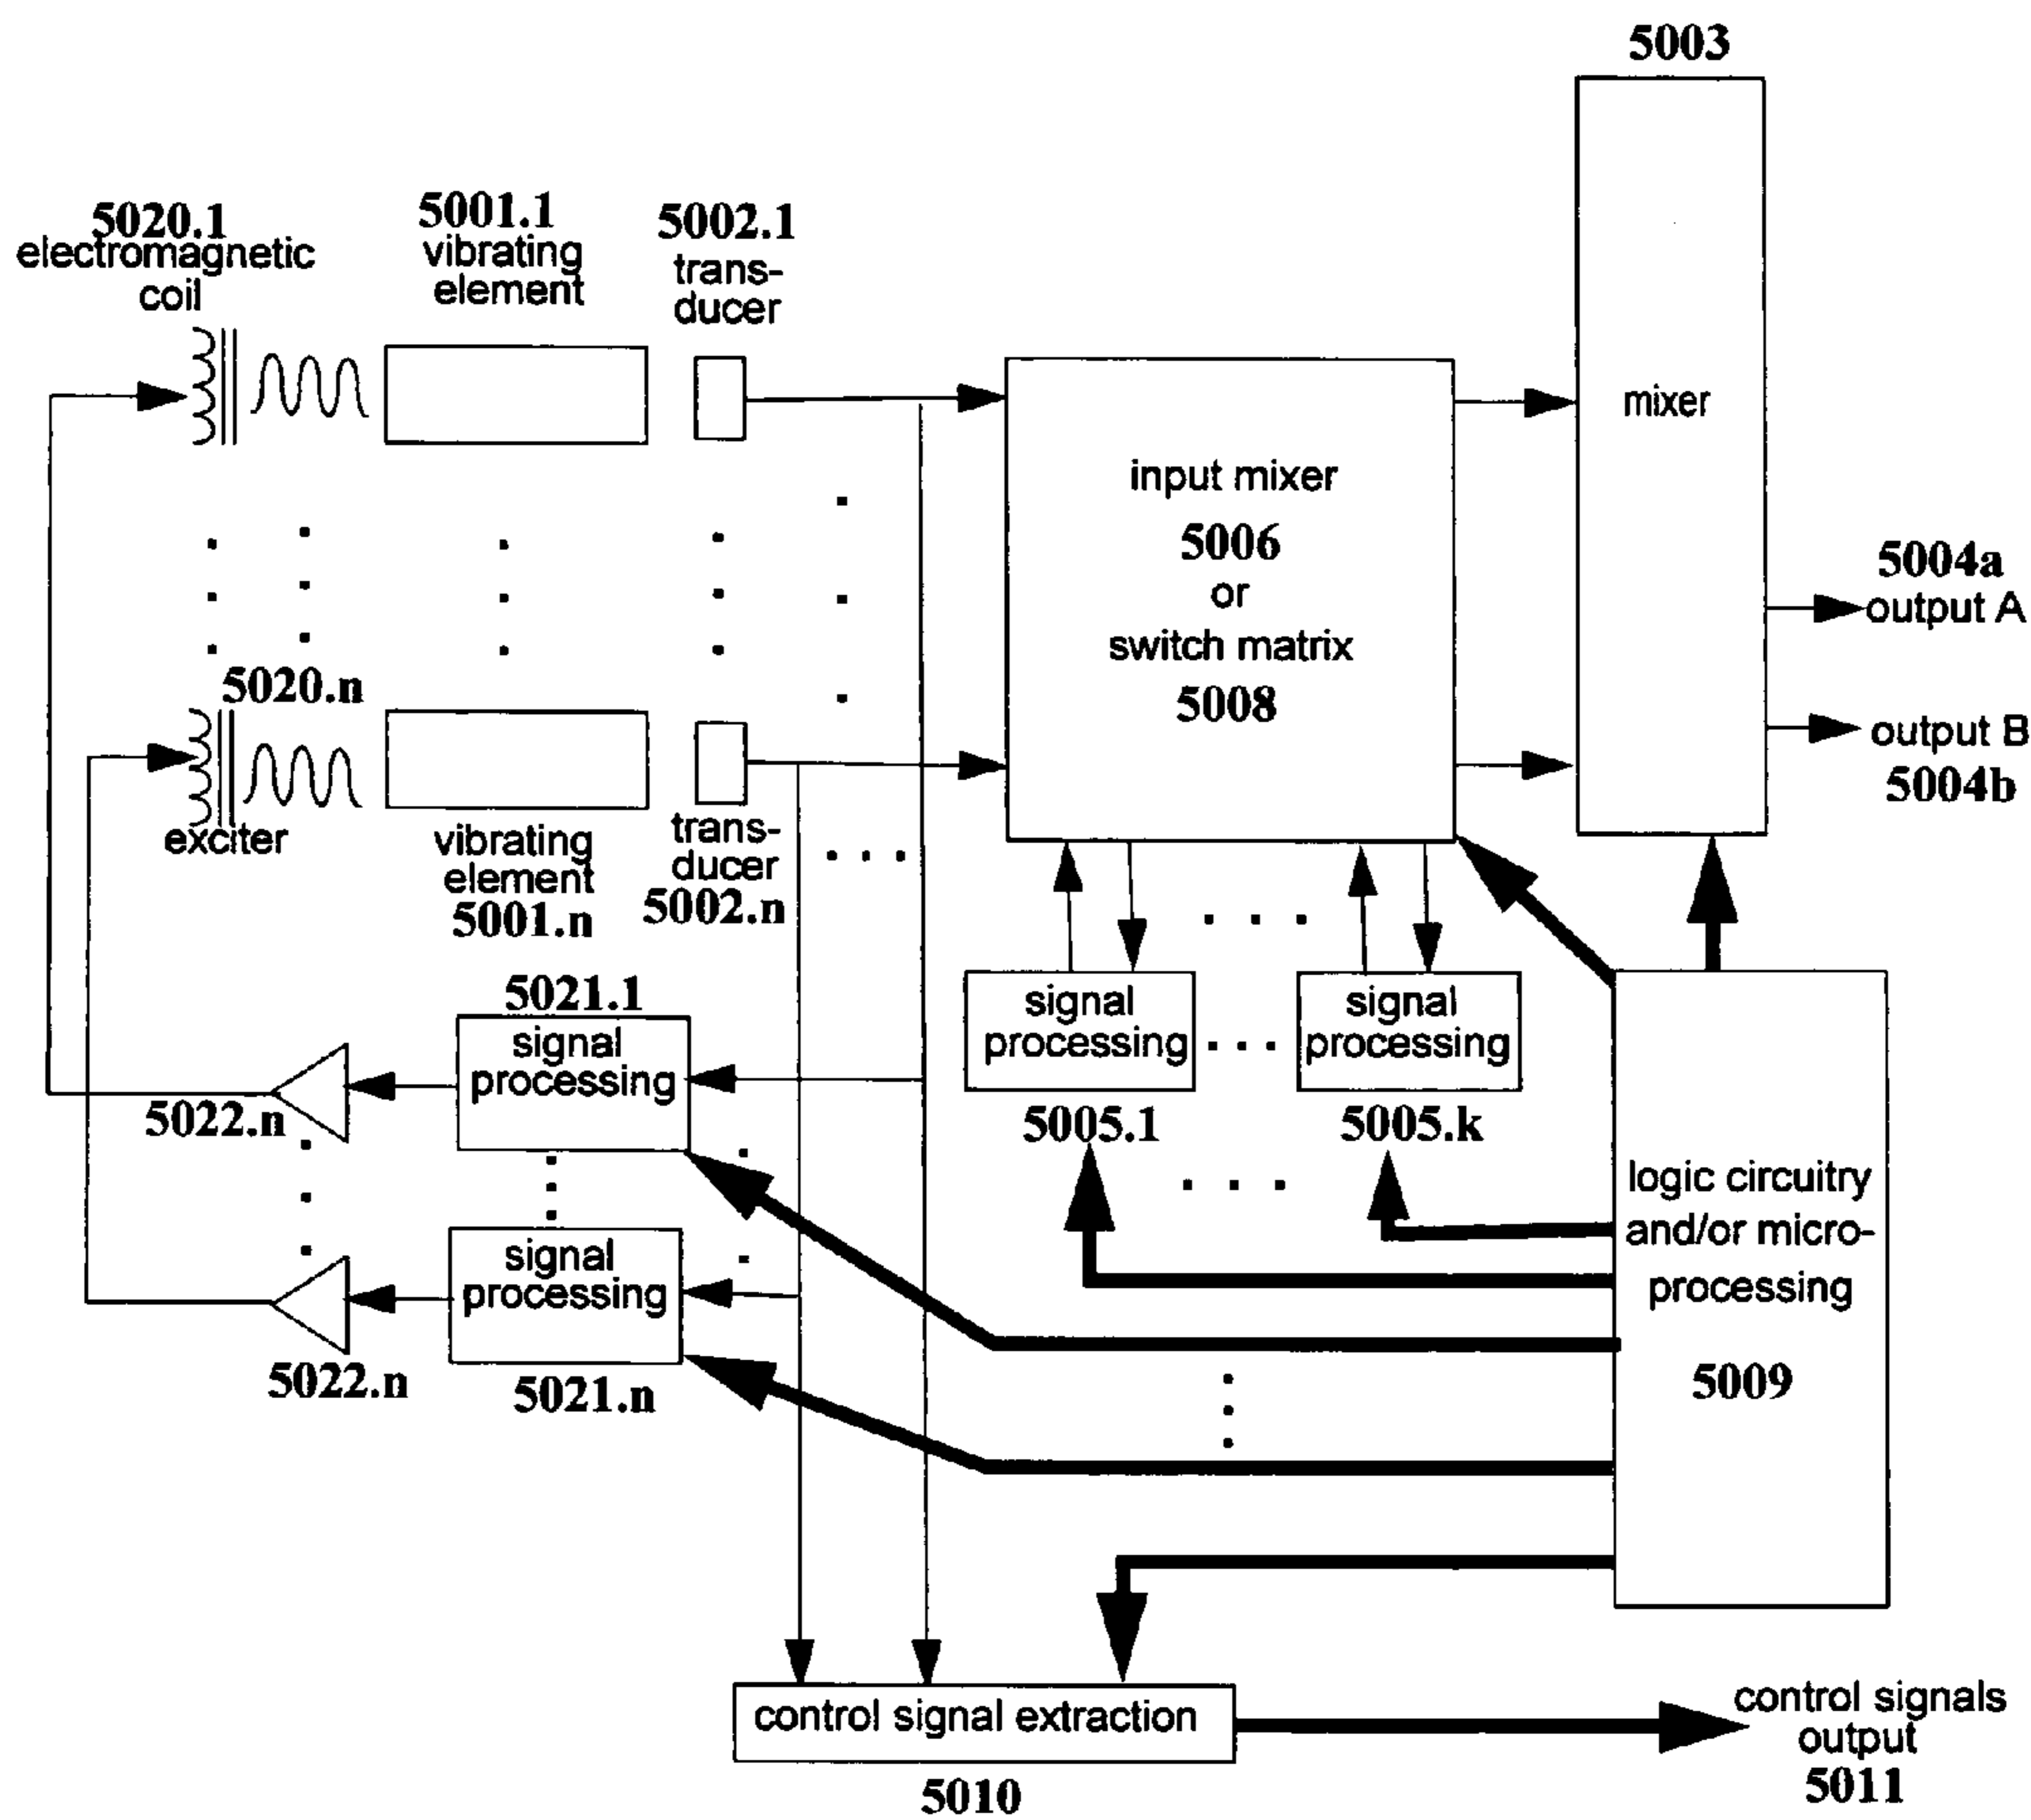 5003
5020.1
electromagnetic
coil
5001.1
vibrating
element
5002.1
trans-
ducer
mixer
input mixer
5006
or
switch matrix
5008
5004a
output A
output B
5004b
5020.n
exciter
vibrating
element
5001.n
trans-
ducer
5002.n
5021.1
signal
processing
5022.n
signal
processing
5005.1
signal
processing
5005.k
signal
processing
5022.n
5021.n
logic circuitry
and/or micro-
processing
5009
control signal extraction
5010
control signals
output
5011